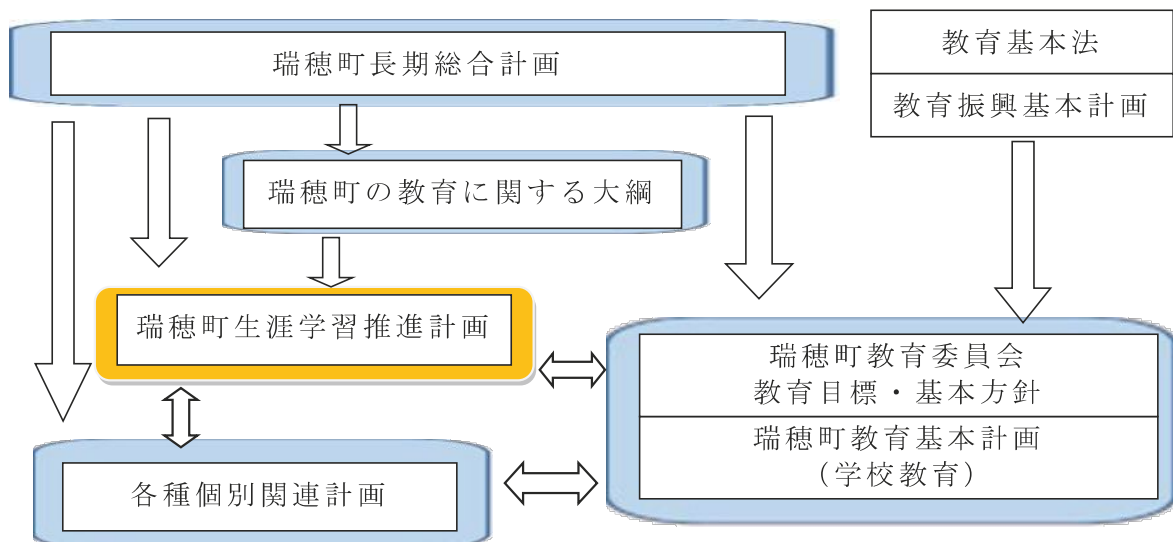 瑞穂町長期総合計画
教育基本法
教育振興基本計画
瑞穂町の教育に関する大綱
瑞穂町生涯学習推進計画
瑞穂町教育委員会
教育目標・基本方針
瑞穂町教育基本計画
(学校教育)
各種個別関連計画